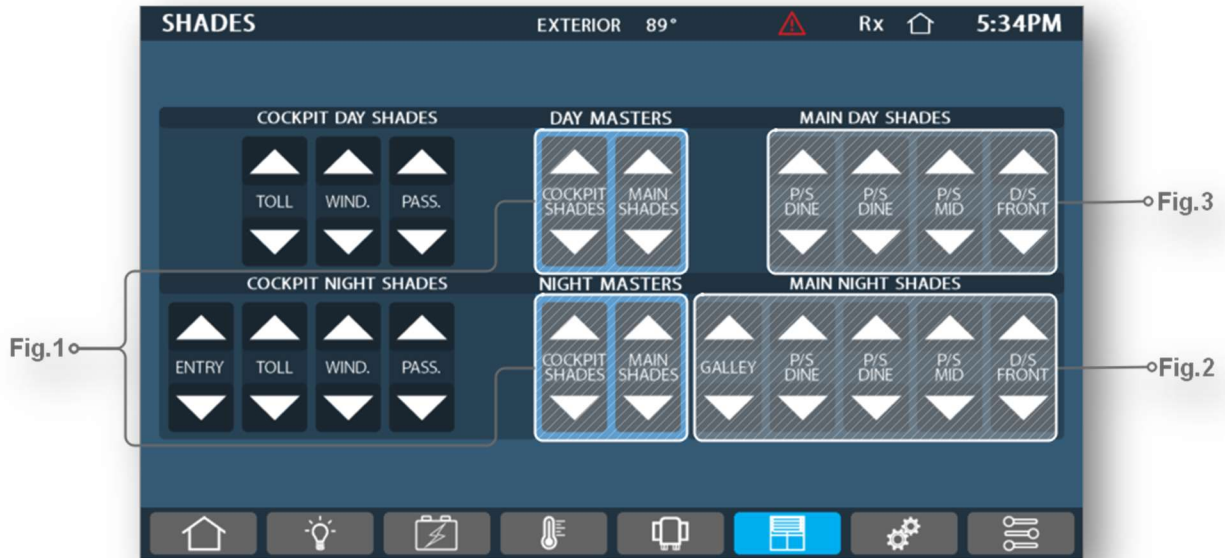 SHADES EXTERIOR 89° Rx 5:34PM
COCKPIT DAY SHADES DAY MASTERS MAIN DAY SHADES
TOLL WIND. PASS. COCKPIT SHADES MAIN SHADES P/S DINE P/S DINE P/S MID D/S FRONT
Fig.3
COCKPIT NIGHT SHADES NIGHT MASTERS MAIN NIGHT SHADES
Fig.1
ENTRY TOLL WIND. PASS. COCKPIT SHADES MAIN SHADES GALLEY P/S DINE P/S DINE P/S MID D/S FRONT
Fig.2